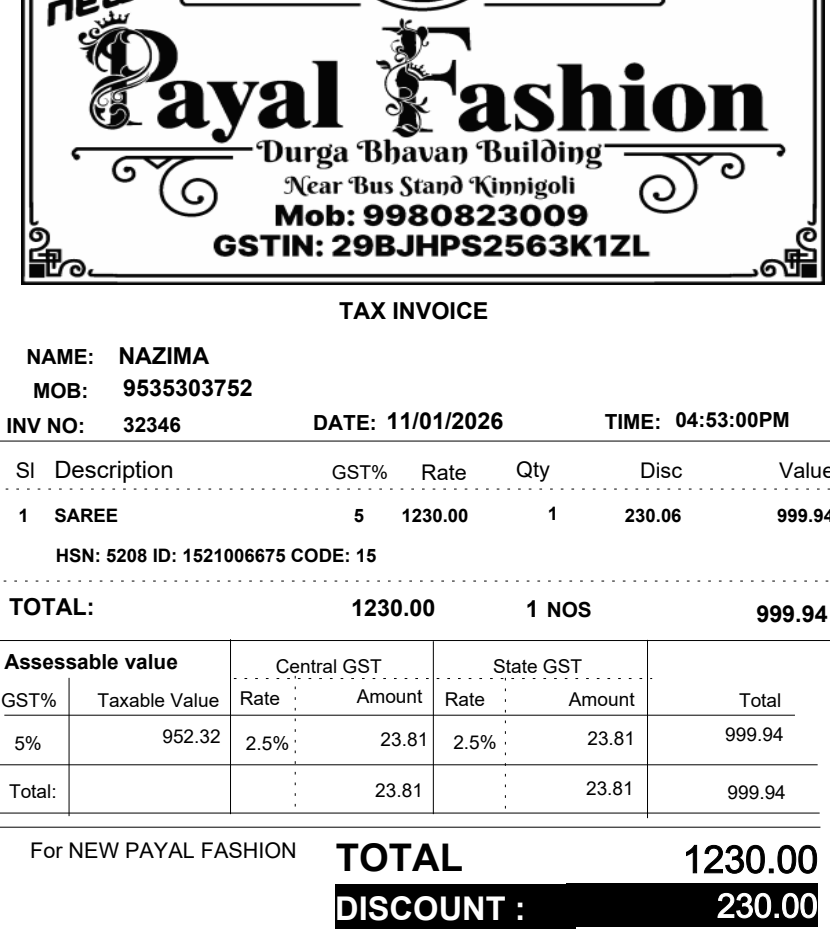 new
Payal Fashion
Durga Bhavan Building
Near Bus Stand Kinnigoli
Mob: 9980823009
GSTIN: 29BJHPS2563K1ZL
TAX INVOICE
NAME: NAZIMA
MOB: 9535303752
INV NO: 32346 DATE: 11/01/2026 TIME: 04:53:00PM
Sl Description GST% Rate Qty Disc Value
1 SAREE 5 1230.00 1 230.06 999.94
HSN: 5208 ID: 1521006675 CODE: 15
TOTAL: 1230.00 1 NOS 999.94
Assessable value Central GST State GST
GST% Taxable Value Rate Amount Rate Amount Total
5% 952.32 2.5% 23.81 2.5% 23.81 999.94
Total: 23.81 23.81 999.94
For NEW PAYAL FASHION TOTAL 1230.00
DISCOUNT : 230.00